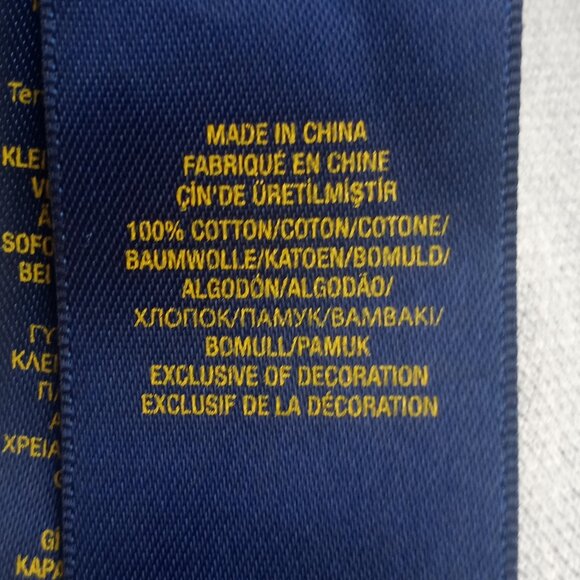 MADE IN CHINA
FABRIQUÉ EN CHINE
ÇİN'DE ÜRETİLMİŞTİR
100% COTTON/COTON/COTONE/
BAUMWOLLE/KATOEN/BOMULD/
ALGODÓN/ALGODÃO/
ХЛОПОК/ПАМУК/ΒΑΜΒΑΚΙ/
BOMULL/PAMUK
EXCLUSIVE OF DECORATION
EXCLUSIF DE LA DÉCORATION